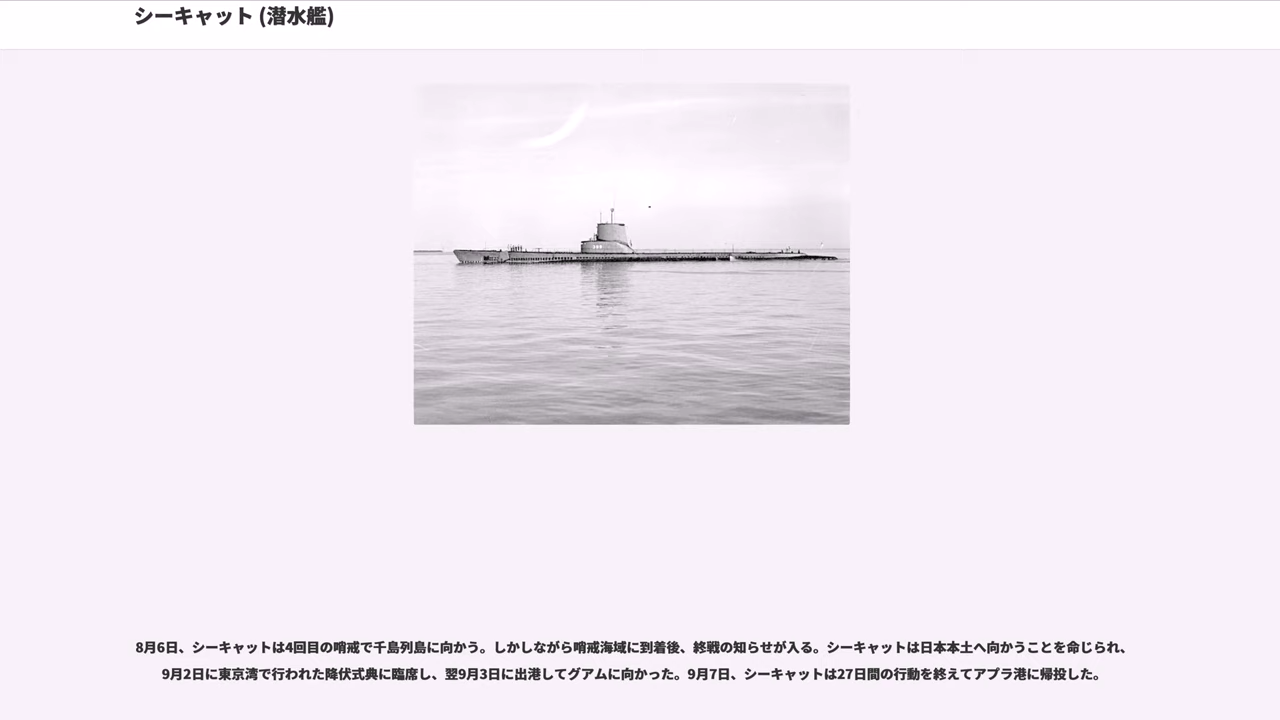 シーキャット (潜水艦)
8月6日、シーキャットは4回目の哨戒で千島列島に向かう。しかしながら哨戒海域に到着後、終戦の知らせが入る。シーキャットは日本本土へ向かうことを命じられ、
9月2日に東京湾で行われた降伏式典に臨席し、翌9月3日に出港してグアムに向かった。9月7日、シーキャットは27日間の行動を終えてアプラ港に帰投した。